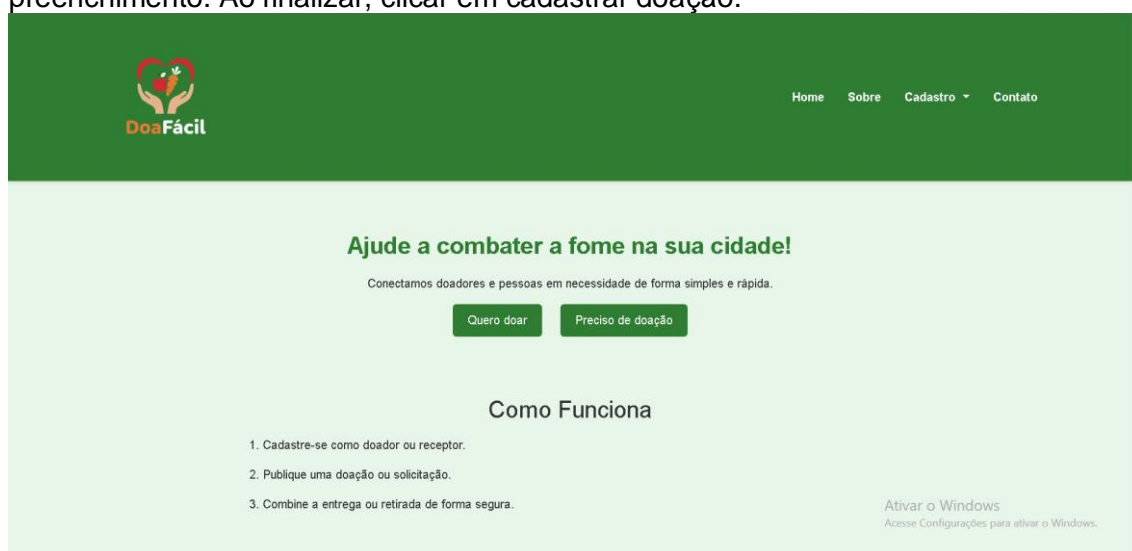 preenchimento. Ao finalizar, clicar em cadastrar doação.
DoaFácil
Home Sobre Cadastro Contato
Ajude a combater a fome na sua cidade!
Conectamos doadores e pessoas em necessidade de forma simples e rápida.
Quero doar Preciso de doação
Como Funciona
1. Cadastre-se como doador ou receptor.
2. Publique uma doação ou solicitação.
3. Combine a entrega ou retirada de forma segura.
Ativar o Windows
Acesse Configurações para ativar o Windows.